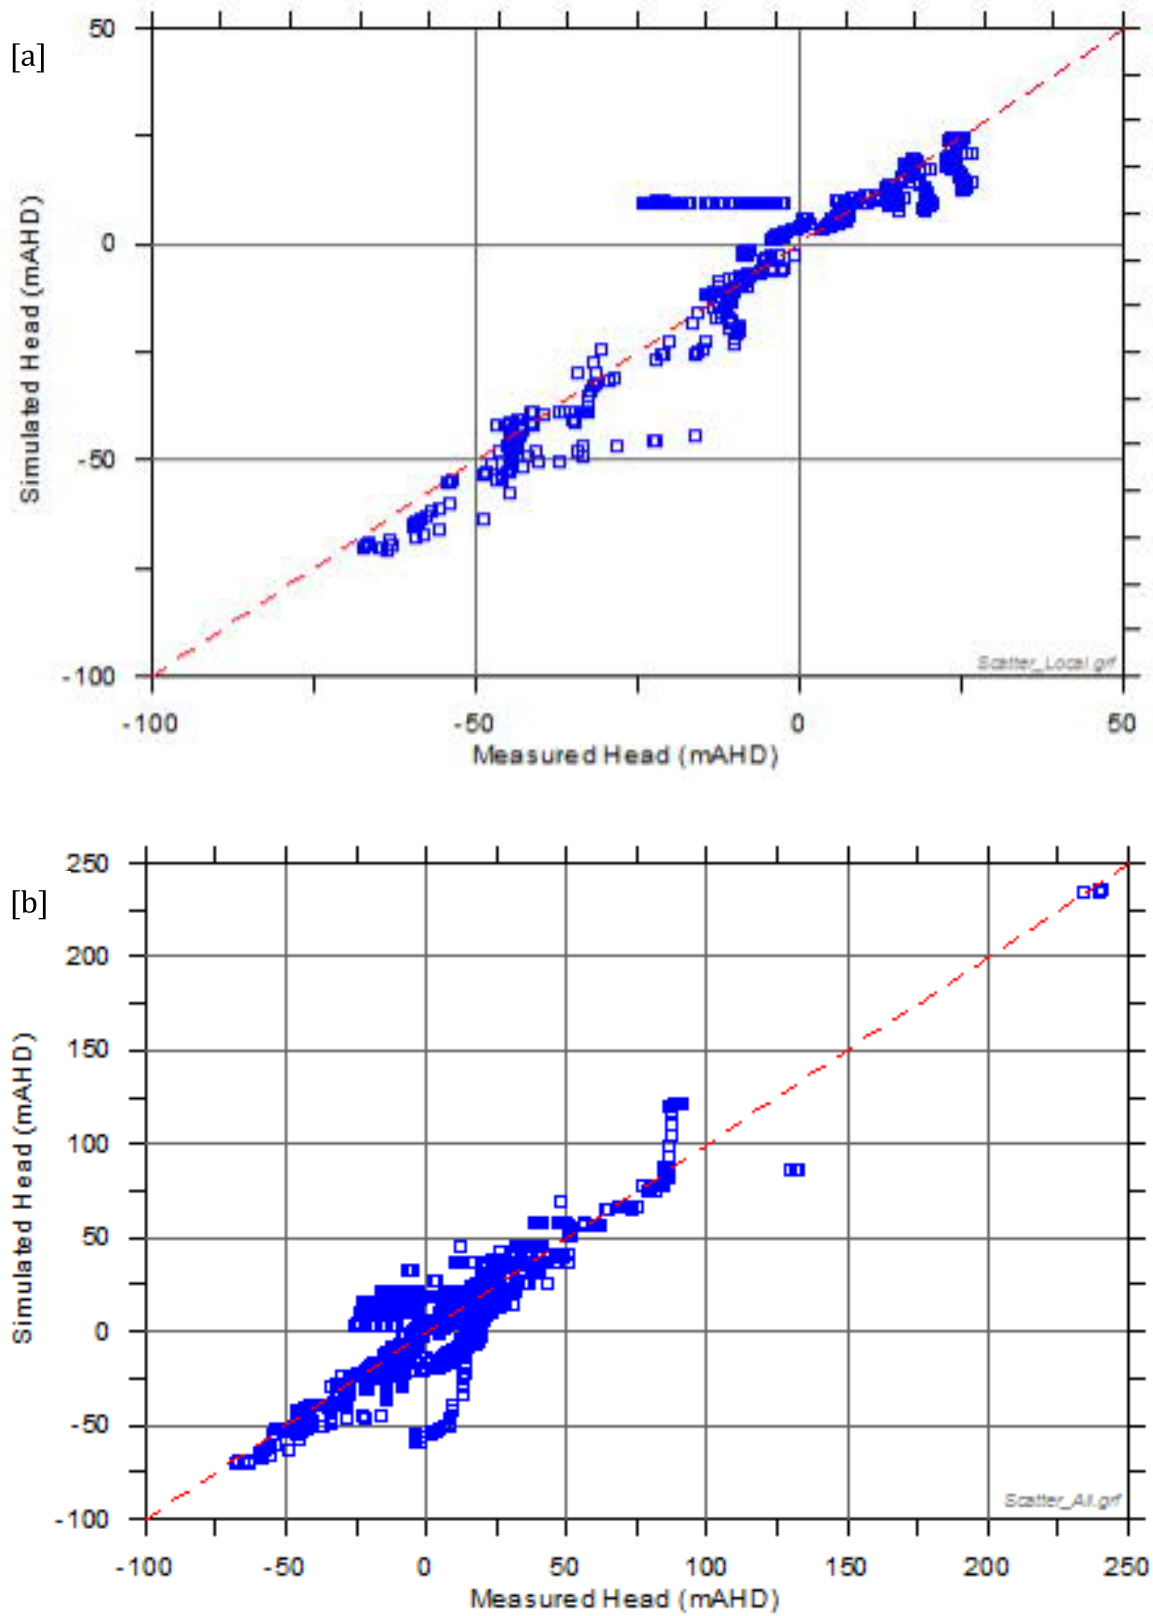 [a]
50
0
-50
-100
Simulated Head (mAHD)
Scatter_Local.grf
-100 -50 0 50
Measured Head (mAHD)
[b]
250
200
150
100
50
0
-50
-100
Simulated Head (mAHD)
Scatter_All.grf
-100 -50 0 50 100 150 200 250
Measured Head (mAHD)